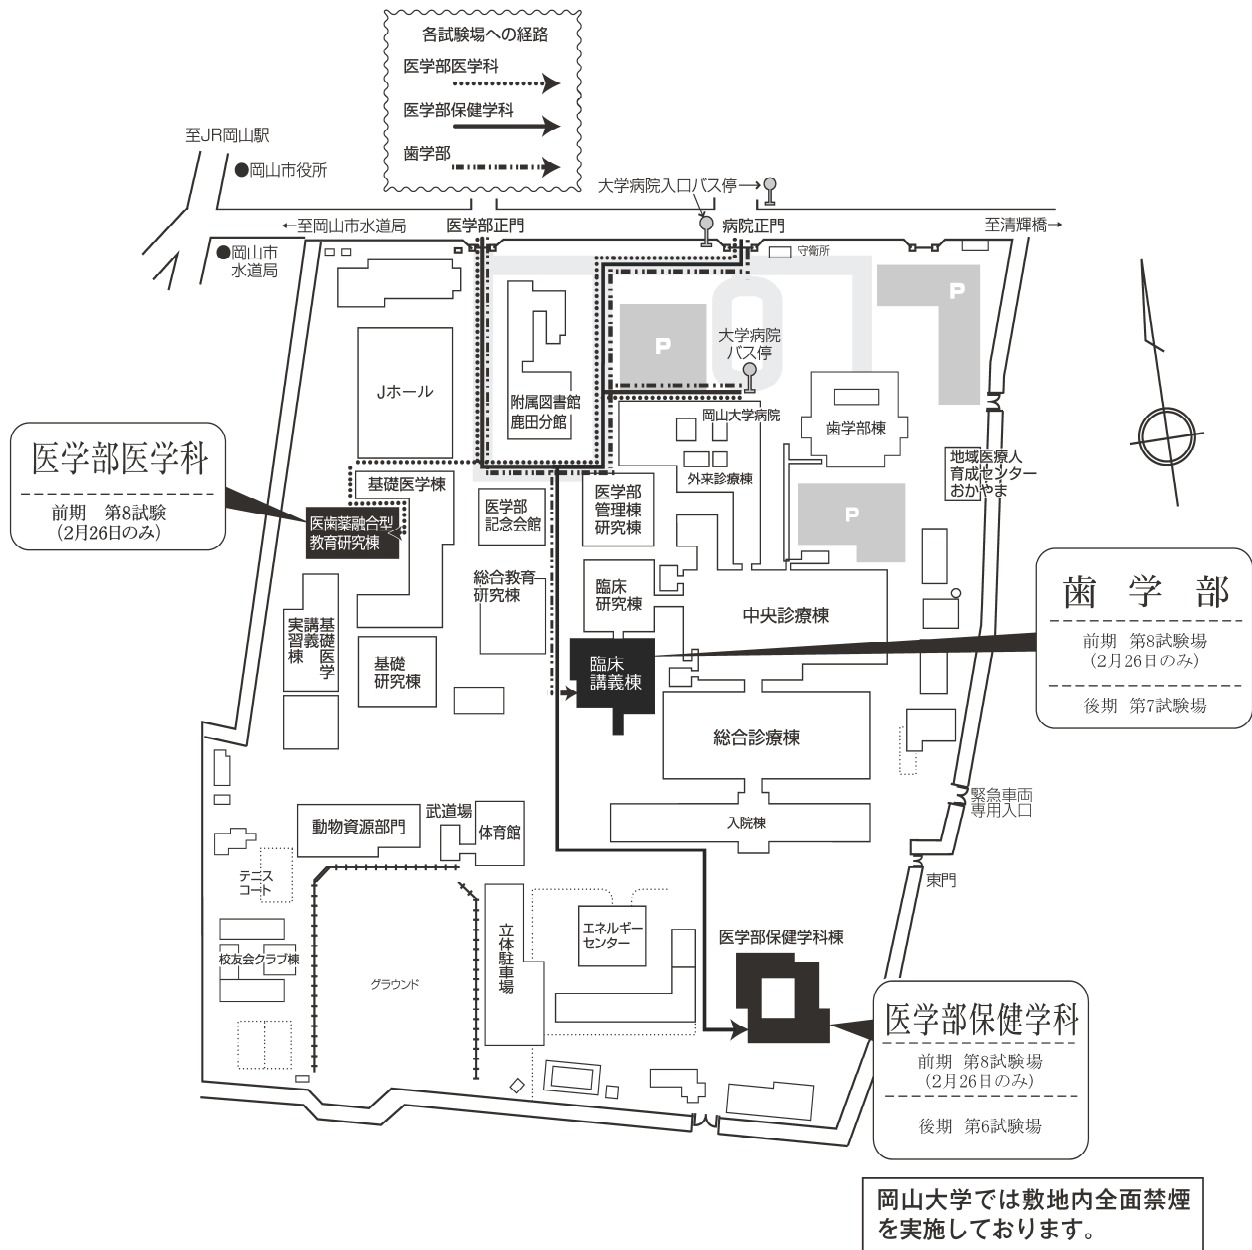 各試験場への経路
医学部医学科
医学部保健学科
歯学部
至JR岡山駅
●岡山市役所
大学病院入口バス停→
←至岡山市水道局
医学部正門
病院正門
至清輝橋→
●岡山市
水道局
守衛所
P
P
大学病院
バス停
Jホール
附属図書館
鹿田分館
岡山大学病院
歯学部棟
医学部医学科
前期 第8試験
(2月26日のみ)
地域医療人
育成センター
おかやま
基礎医学棟
外来診療棟
医学部
記念会館
医学部
管理棟
研究棟
P
医歯薬融合型
教育研究棟
総合教育
研究棟
臨床
研究棟
中央診療棟
歯 学 部
前期 第8試験場
(2月26日のみ)
後期 第7試験場
基礎医学
講義
実習棟
基礎
研究棟
臨床
講義棟
総合診療棟
緊急車両
専用入口
動物資源部門
武道場
体育館
入院棟
東門
テニス
コート
校友会クラブ棟
グラウンド
立体駐車場
エネルギー
センター
医学部保健学科棟
医学部保健学科
前期 第8試験場
(2月26日のみ)
後期 第6試験場
岡山大学では敷地内全面禁煙
を実施しております。